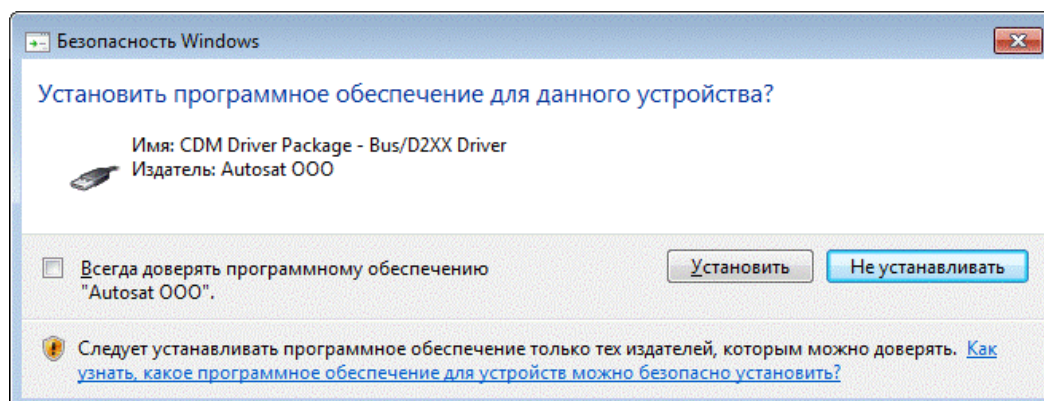 Безопасность Windows
Установить программное обеспечение для данного устройства?
Имя: CDM Driver Package - Bus/D2XX Driver
Издатель: Autosat ООО
Всегда доверять программному обеспечению
"Autosat ООО".
Установить
Не устанавливать
Следует устанавливать программное обеспечение только тех издателей, которым можно доверять. Как
узнать, какое программное обеспечение для устройств можно безопасно установить?